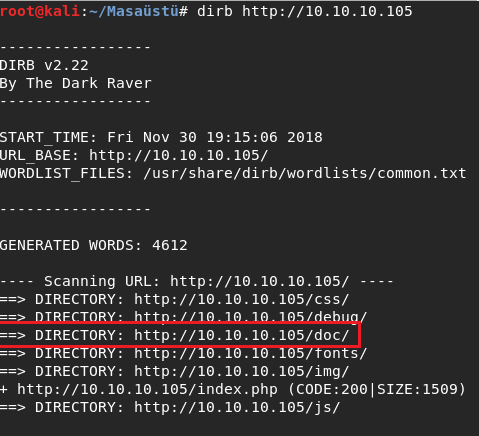 root@kali:~/Masaüstü# dirb http://10.10.10.105
-----------------
DIRB v2.22
By The Dark Raver
-----------------
START_TIME: Fri Nov 30 19:15:06 2018
URL_BASE: http://10.10.10.105/
WORDLIST_FILES: /usr/share/dirb/wordlists/common.txt
-----------------
GENERATED WORDS: 4612
---- Scanning URL: http://10.10.10.105/ ----
==> DIRECTORY: http://10.10.10.105/css/
==> DIRECTORY: http://10.10.10.105/debug/
==> DIRECTORY: http://10.10.10.105/doc/
==> DIRECTORY: http://10.10.10.105/fonts/
==> DIRECTORY: http://10.10.10.105/img/
+ http://10.10.10.105/index.php (CODE:200|SIZE:1509)
==> DIRECTORY: http://10.10.10.105/js/